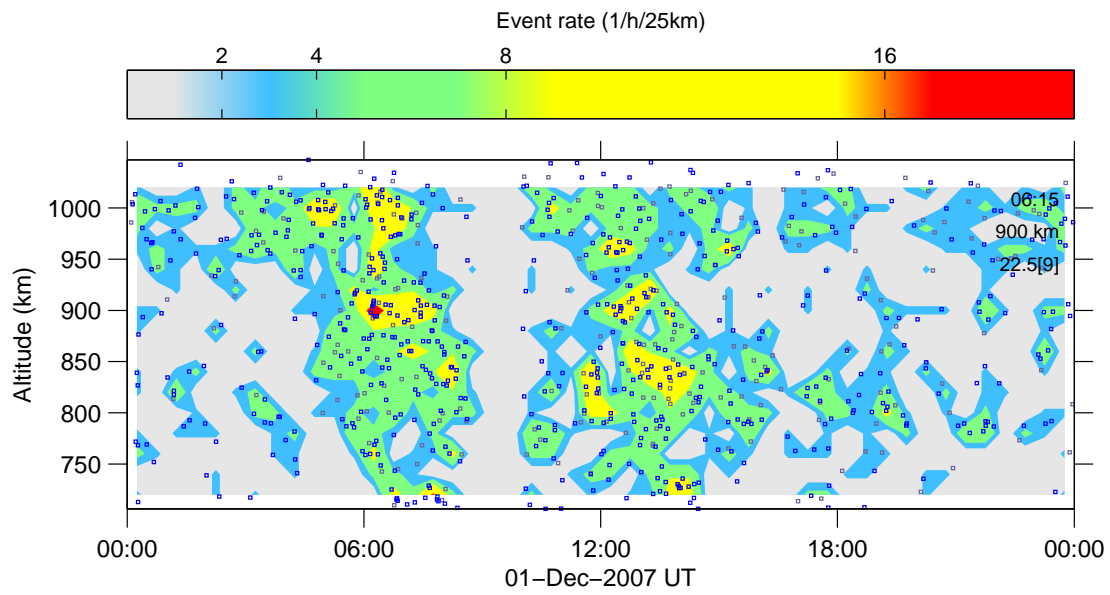 Event rate (1/h/25km)
2 4 8 16
1000
950
900
850
800
750
Altitude (km)
06:15
900 km
22.5[9]
00:00 06:00 12:00 18:00 00:00
01−Dec−2007 UT